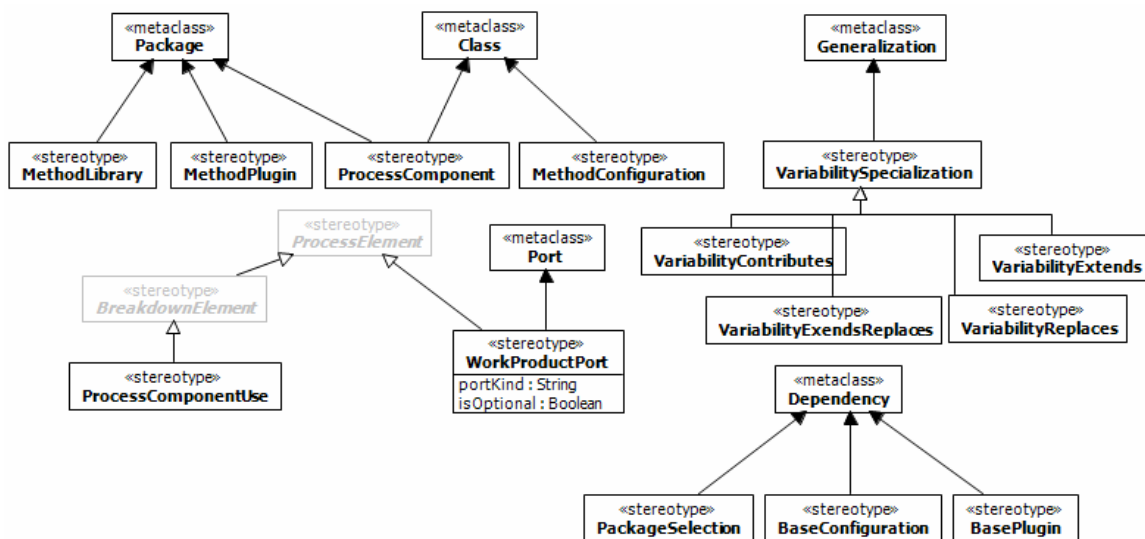 «metaclass»
Package
«metaclass»
Class
«metaclass»
Generalization
«stereotype»
MethodLibrary
«stereotype»
MethodPlugin
«stereotype»
ProcessComponent
«stereotype»
MethodConfiguration
«stereotype»
VariabilitySpecialization
«stereotype»
ProcessElement
«metaclass»
Port
«stereotype»
VariabilityContributes
«stereotype»
VariabilityExtends
«stereotype»
BreakdownElement
«stereotype»
VariabilityExendsReplaces
«stereotype»
VariabilityReplaces
«stereotype»
ProcessComponentUse
«stereotype»
WorkProductPort
portKind : String
isOptional : Boolean
«metaclass»
Dependency
«stereotype»
PackageSelection
«stereotype»
BaseConfiguration
«stereotype»
BasePlugin